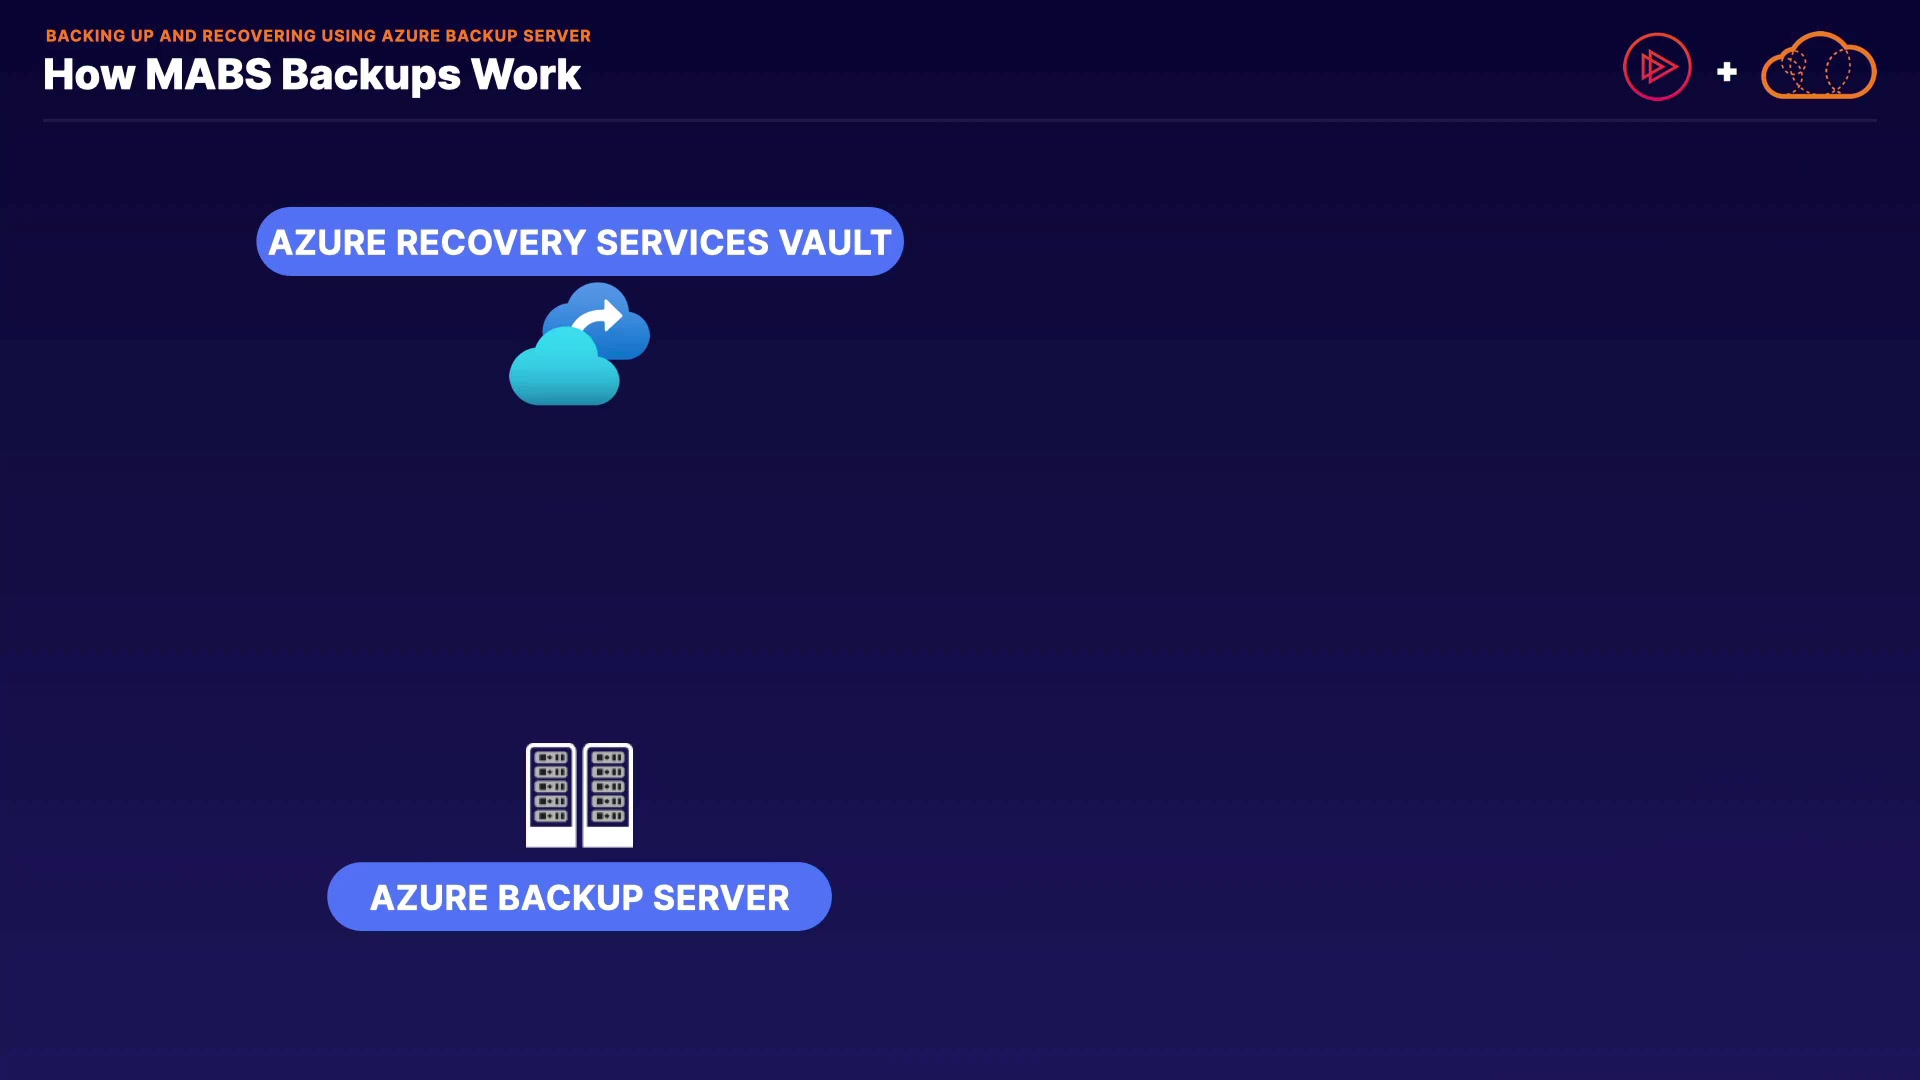 BACKING UP AND RECOVERING USING AZURE BACKUP SERVER
How MABS Backups Work
AZURE RECOVERY SERVICES VAULT
AZURE BACKUP SERVER